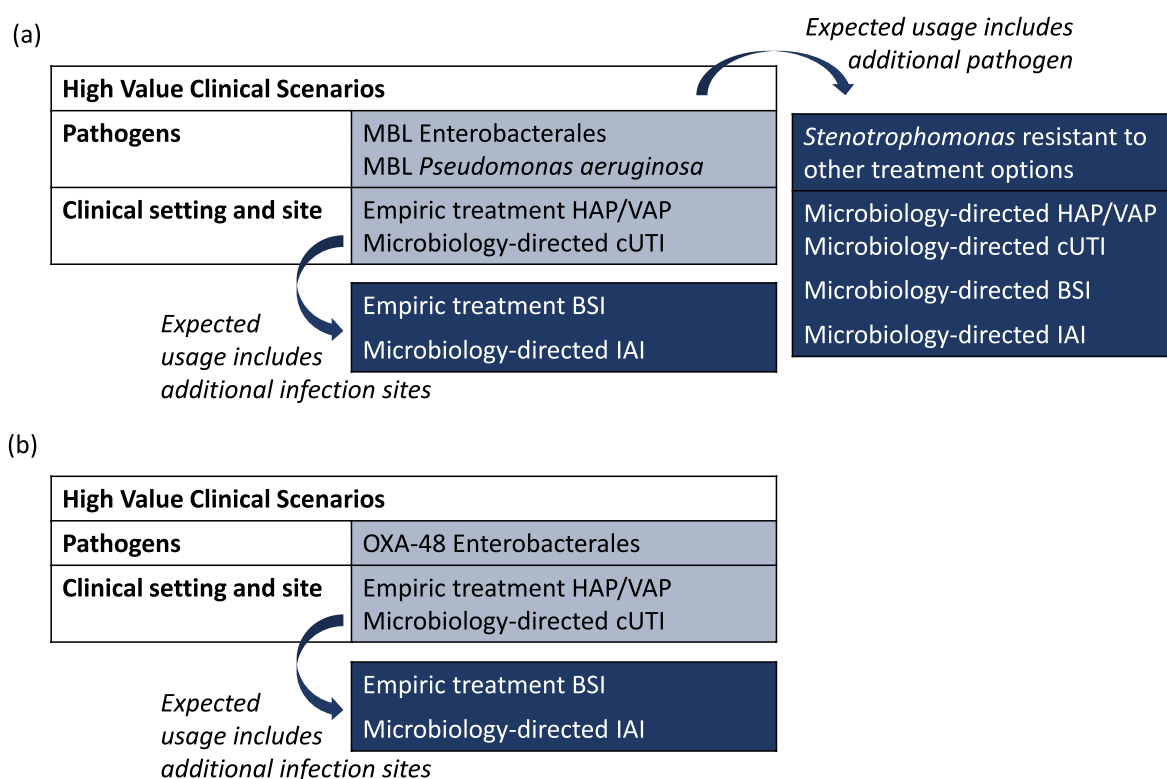 (a)
Expected usage includes
additional pathogen
High Value Clinical Scenarios
Pathogens
MBL Enterobacterales
MBL Pseudomonas aeruginosa
Clinical setting and site
Empiric treatment HAP/VAP
Microbiology-directed cUTI
Stenotrophomonas resistant to
other treatment options
Microbiology-directed HAP/VAP
Microbiology-directed cUTI
Microbiology-directed BSI
Microbiology-directed IAI
Empiric treatment BSI
Microbiology-directed IAI
Expected
usage includes
additional infection sites
(b)
High Value Clinical Scenarios
Pathogens
OXA-48 Enterobacterales
Clinical setting and site
Empiric treatment HAP/VAP
Microbiology-directed cUTI
Empiric treatment BSI
Microbiology-directed IAI
Expected
usage includes
additional infection sites